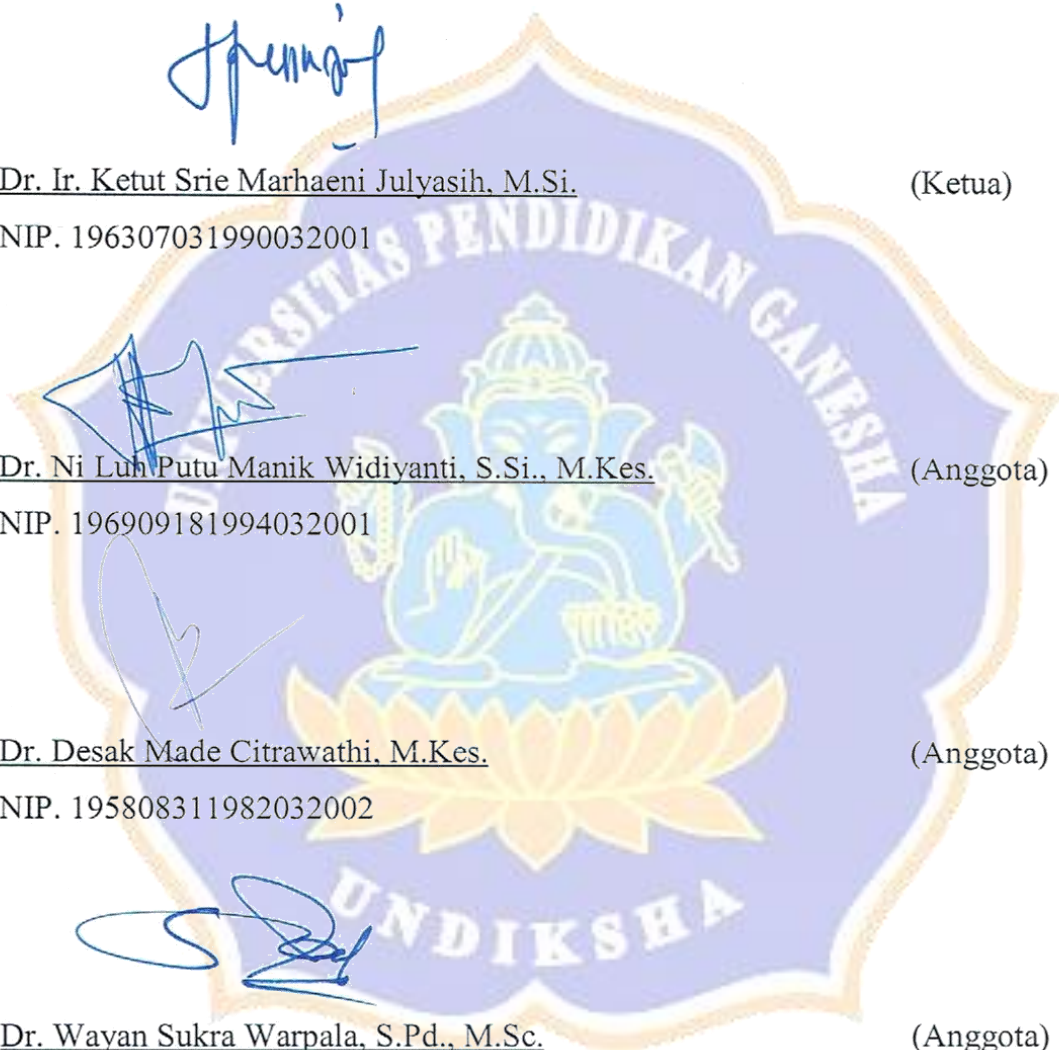 Dr. Ir. Ketut Srie Marhaeni Julyasih, M.Si. (Ketua)
NIP. 196307031990032001
UNIVERSITAS PENDIDIKAN GANESHA
Dr. Ni Luh Putu Manik Widiyanti, S.Si., M.Kes. (Anggota)
NIP. 196909181994032001
Dr. Desak Made Citrawathi, M.Kes. (Anggota)
NIP. 195808311982032002
UNDIKSHA
Dr. Wayan Sukra Warpala, S.Pd., M.Sc. (Anggota)